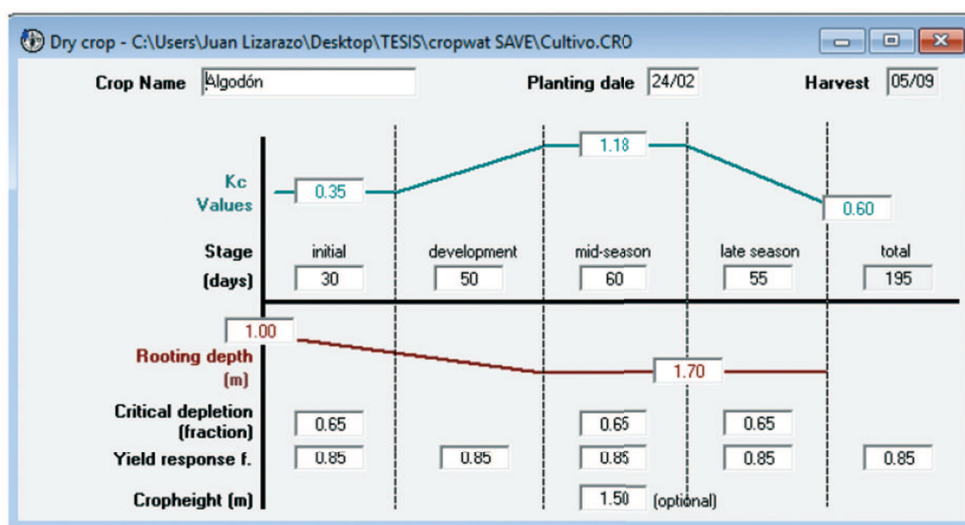 Dry crop - C:\Users\Juan Lizarazo\Desktop\TESIS\cropwat SAVE\Cultivo.CRO
Crop Name Algodón Planting date 24/02 Harvest 05/09
Kc Values 0.35 1.18 0.60
Stage initial development mid-season late season total
(days) 30 50 60 55 195
1.00
Rooting depth
(m) 1.70
Critical depletion
(fraction) 0.65 0.65 0.65
Yield response f. 0.85 0.85 0.85 0.85 0.85
Cropheight (m) 1.50 (optional)